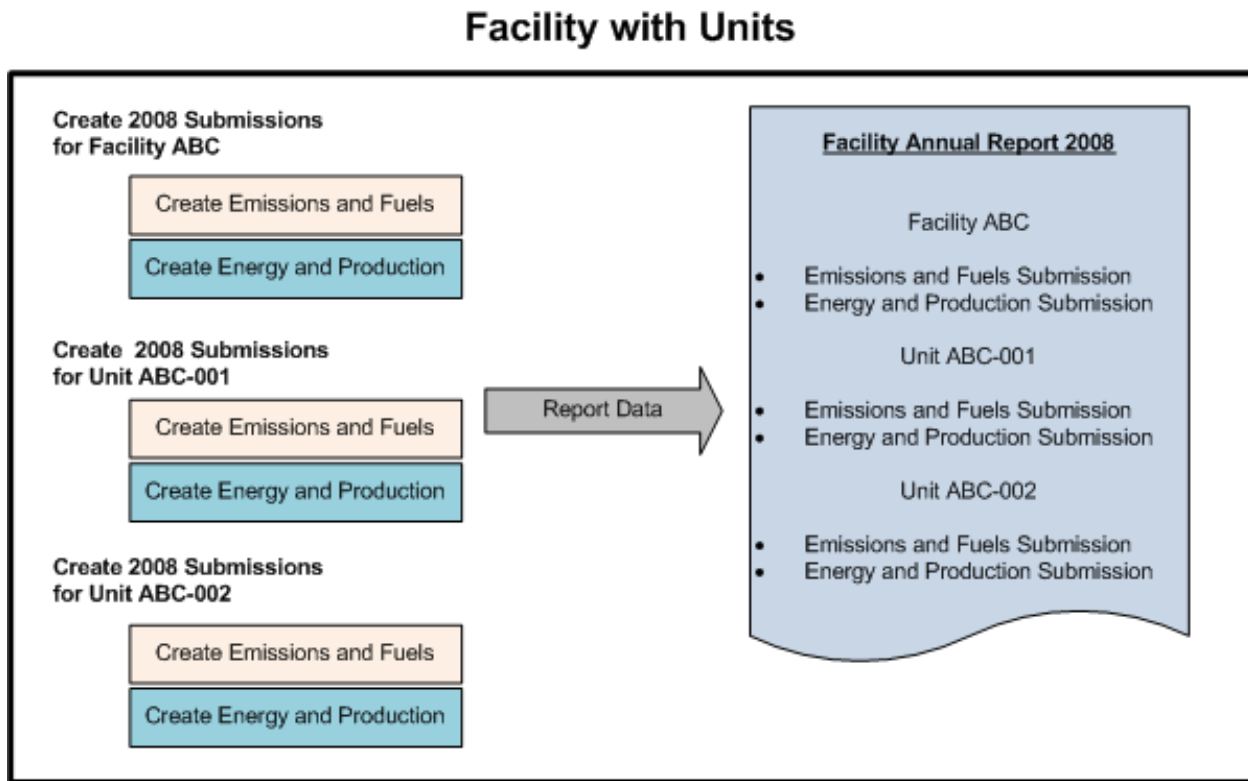 Facility with Units
Create 2008 Submissions
for Facility ABC
Create Emissions and Fuels
Create Energy and Production
Create 2008 Submissions
for Unit ABC-001
Create Emissions and Fuels
Create Energy and Production
Create 2008 Submissions
for Unit ABC-002
Create Emissions and Fuels
Create Energy and Production
Report Data
Facility Annual Report 2008
Facility ABC
• Emissions and Fuels Submission
• Energy and Production Submission
Unit ABC-001
• Emissions and Fuels Submission
• Energy and Production Submission
Unit ABC-002
• Emissions and Fuels Submission
• Energy and Production Submission